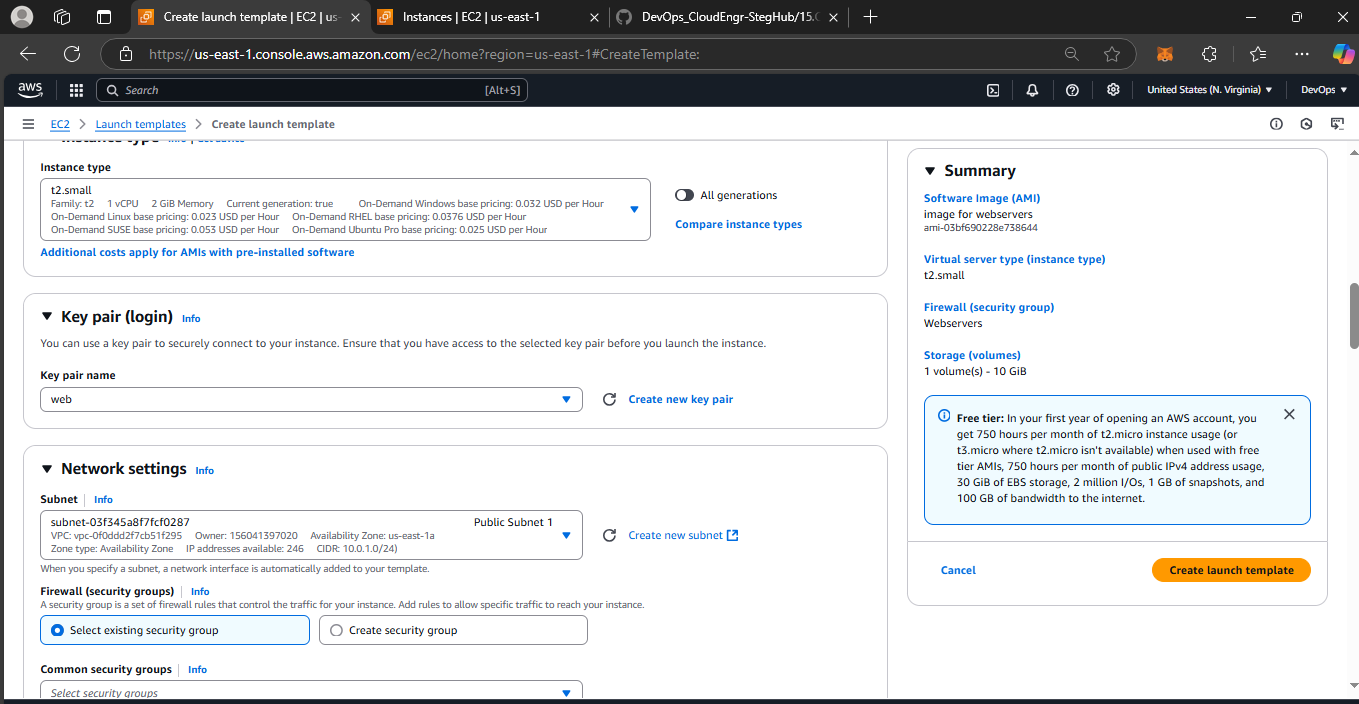 Create launch template | EC2 | us-
Instances | EC2 | us-east-1
DevOps_CloudEngr-StegHub/15.
https://us-east-1.console.aws.amazon.com/ec2/home?region=us-east-1#CreateTemplate:
aws
Search
[Alt+S]
United States (N. Virginia)
DevOps
EC2
Launch templates
Create launch template
Instance type
Instance type
t2.small
Family: t2 1 vCPU 2 GiB Memory Current generation: true On-Demand Windows base pricing: 0.032 USD per Hour
On-Demand Linux base pricing: 0.023 USD per Hour On-Demand RHEL base pricing: 0.0376 USD per Hour
On-Demand SUSE base pricing: 0.053 USD per Hour On-Demand Ubuntu Pro base pricing: 0.025 USD per Hour
All generations
Compare instance types
Additional costs apply for AMIs with pre-installed software
Key pair (login) Info
You can use a key pair to securely connect to your instance. Ensure that you have access to the selected key pair before you launch the instance.
Key pair name
web
Create new key pair
Network settings Info
Subnet Info
subnet-03f345a8f7fcf0287 Public Subnet 1
VPC: vpc-0f0ddd2f7cb51f295 Owner: 156041397020 Availability Zone: us-east-1a
Zone type: Availability Zone IP addresses available: 246 CIDR: 10.0.1.0/24)
Create new subnet
When you specify a subnet, a network interface is automatically added to your template.
Firewall (security groups) Info
A security group is a set of firewall rules that control the traffic for your instance. Add rules to allow specific traffic to reach your instance.
Select existing security group
Create security group
Common security groups Info
Select security groups
Summary
Software Image (AMI)
image for webservers
ami-03bf690228e738644
Virtual server type (instance type)
t2.small
Firewall (security group)
Webservers
Storage (volumes)
1 volume(s) - 10 GiB
Free tier: In your first year of opening an AWS account, you
get 750 hours per month of t2.micro instance usage (or
t3.micro where t2.micro isn't available) when used with free
tier AMIs, 750 hours per month of public IPv4 address usage,
30 GiB of EBS storage, 2 million I/Os, 1 GB of snapshots, and
100 GB of bandwidth to the internet.
Cancel
Create launch template